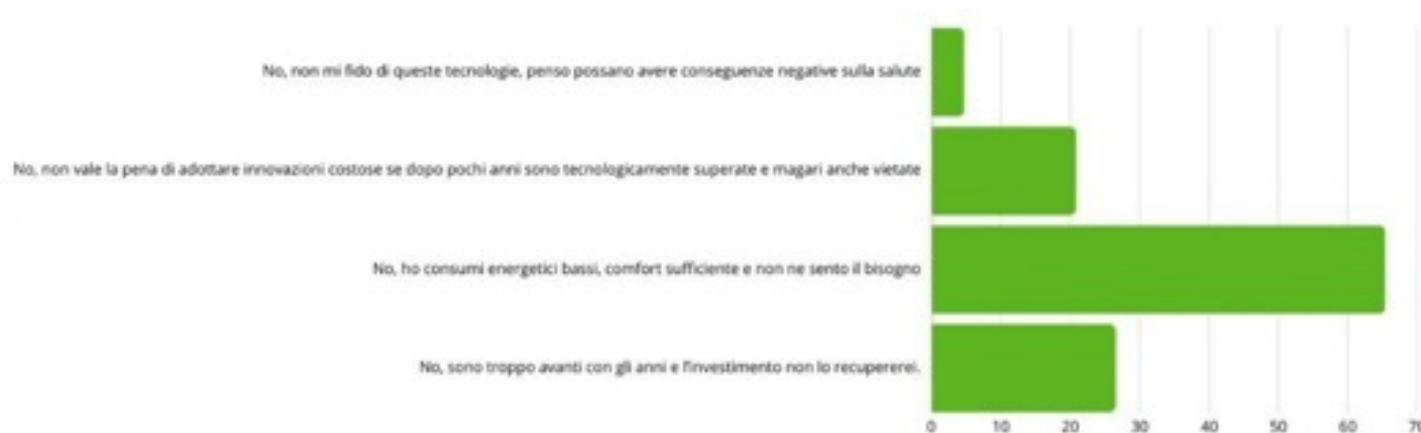 No, non mi fido di queste tecnologie, penso possano avere conseguenze negative sulla salute
No, non vale la pena di adottare innovazioni costose se dopo pochi anni sono tecnologicamente superate e magari anche vietate
No, ho consumi energetici bassi, comfort sufficiente e non ne sento il bisogno
No, sono troppo avanti con gli anni e l'investimento non lo recupererei.
0 10 20 30 40 50 60 70